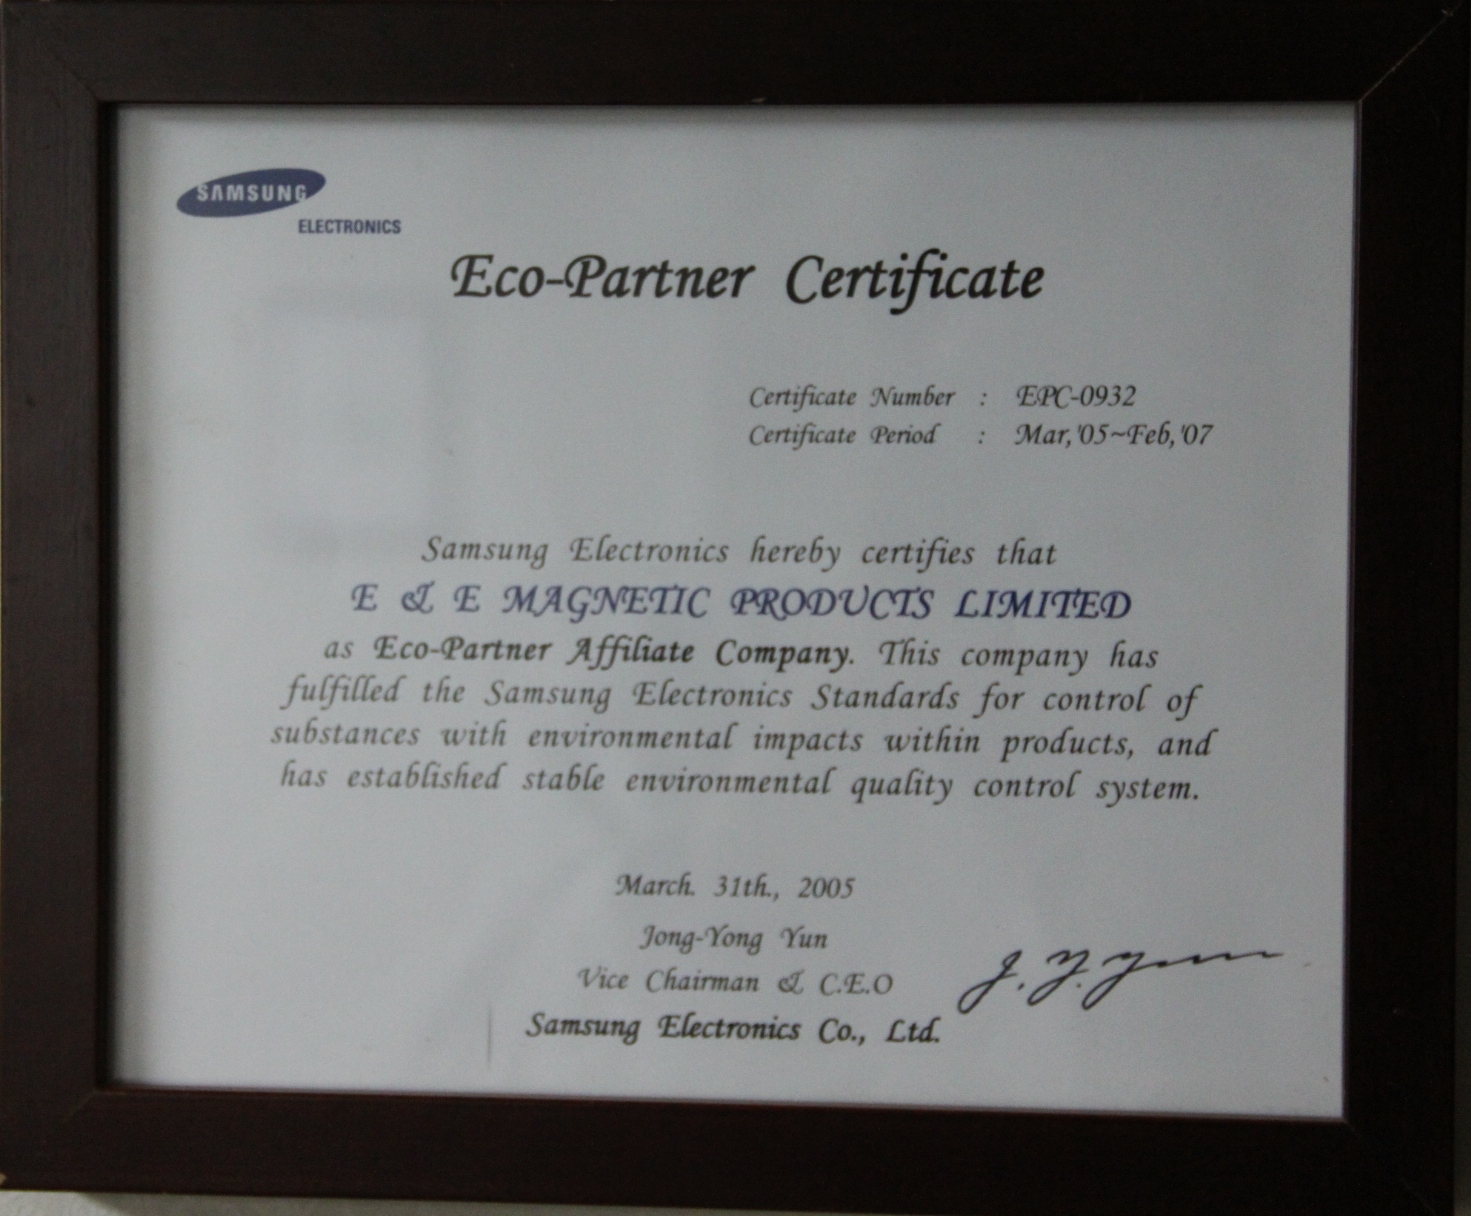 SAMSUNG
ELECTRONICS
Eco-Partner Certificate
Certificate Number : EPC-0932
Certificate Period : Mar,'05~Feb,'07
Samsung Electronics hereby certifies that
E & E MAGNETIC PRODUCTS LIMITED
as Eco-Partner Affiliate Company. This company has
fulfilled the Samsung Electronics Standards for control of
substances with environmental impacts within products, and
has established stable environmental quality control system.
March. 31th., 2005
Jong-Yong Yun
Vice Chairman & C.E.O
J. Y. Yun
Samsung Electronics Co., Ltd.